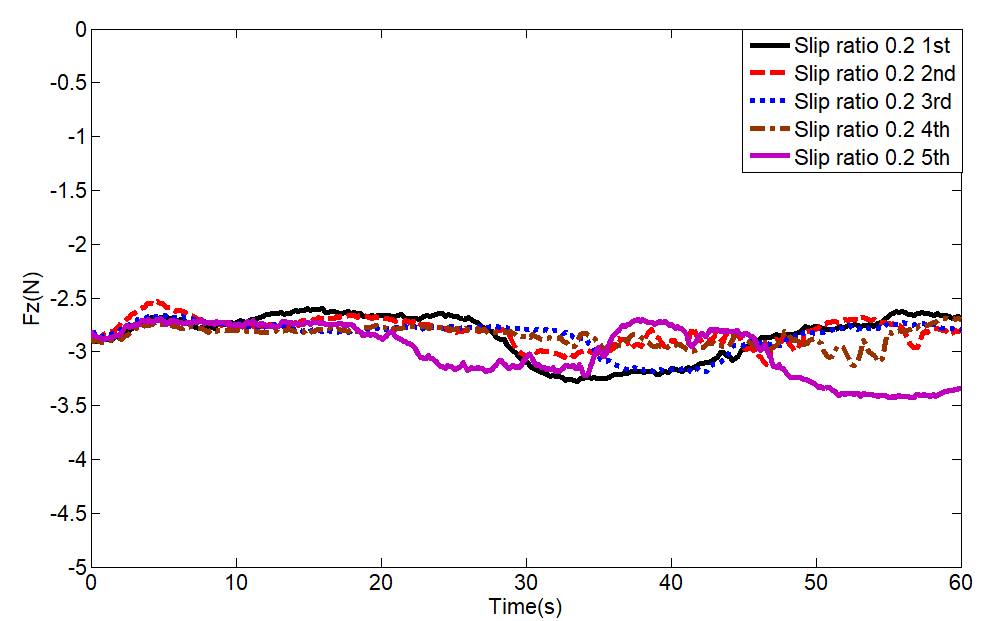 0
-0.5
-1
-1.5
-2
-2.5
-3
-3.5
-4
-4.5
-5
Fz(N)
Slip ratio 0.2 1st
Slip ratio 0.2 2nd
Slip ratio 0.2 3rd
Slip ratio 0.2 4th
Slip ratio 0.2 5th
0 10 20 30 40 50 60
Time(s)